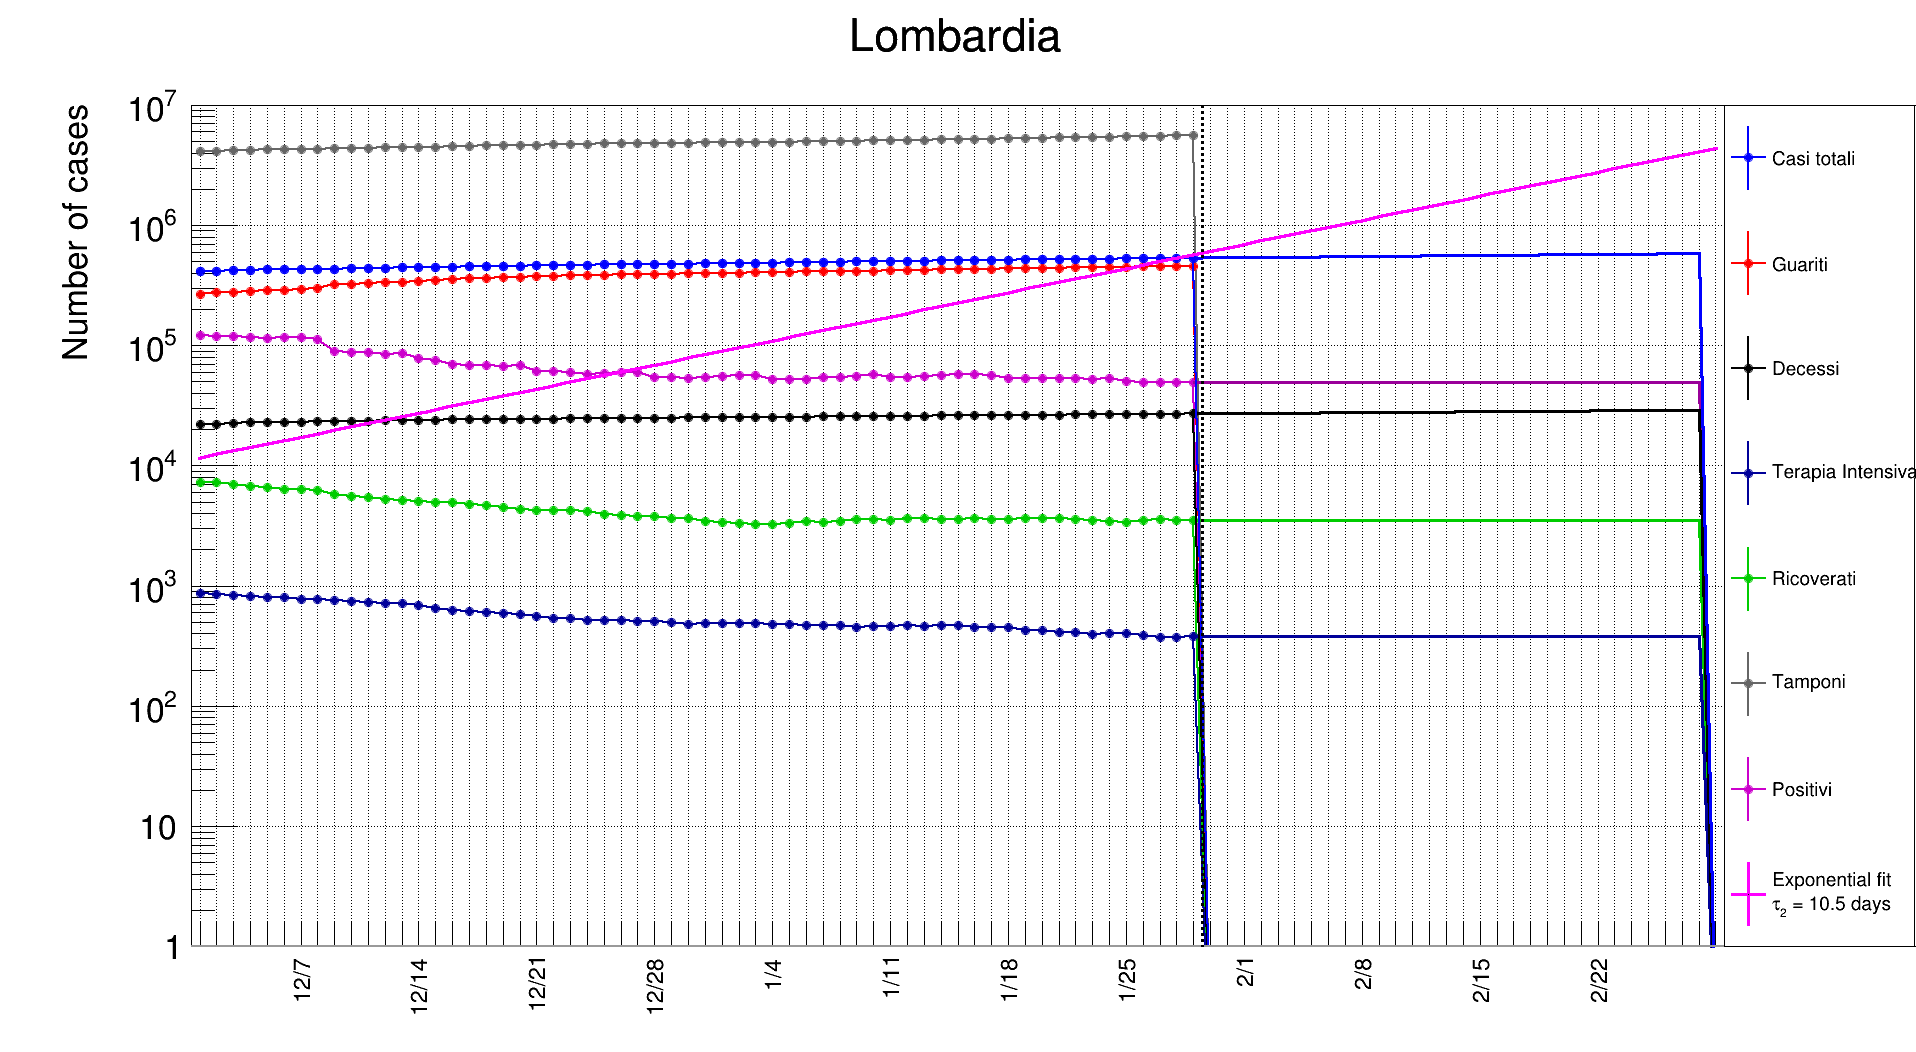 Lombardia
Number of cases
10^7
10^6
10^5
10^4
10^3
10^2
10
1
12/7
12/14
12/21
12/28
1/4
1/11
1/18
1/25
2/1
2/8
2/15
2/22
Casi totali
Guariti
Decessi
Terapia Intensiva
Ricoverati
Tamponi
Positivi
Exponential fit
τ_2 = 10.5 days